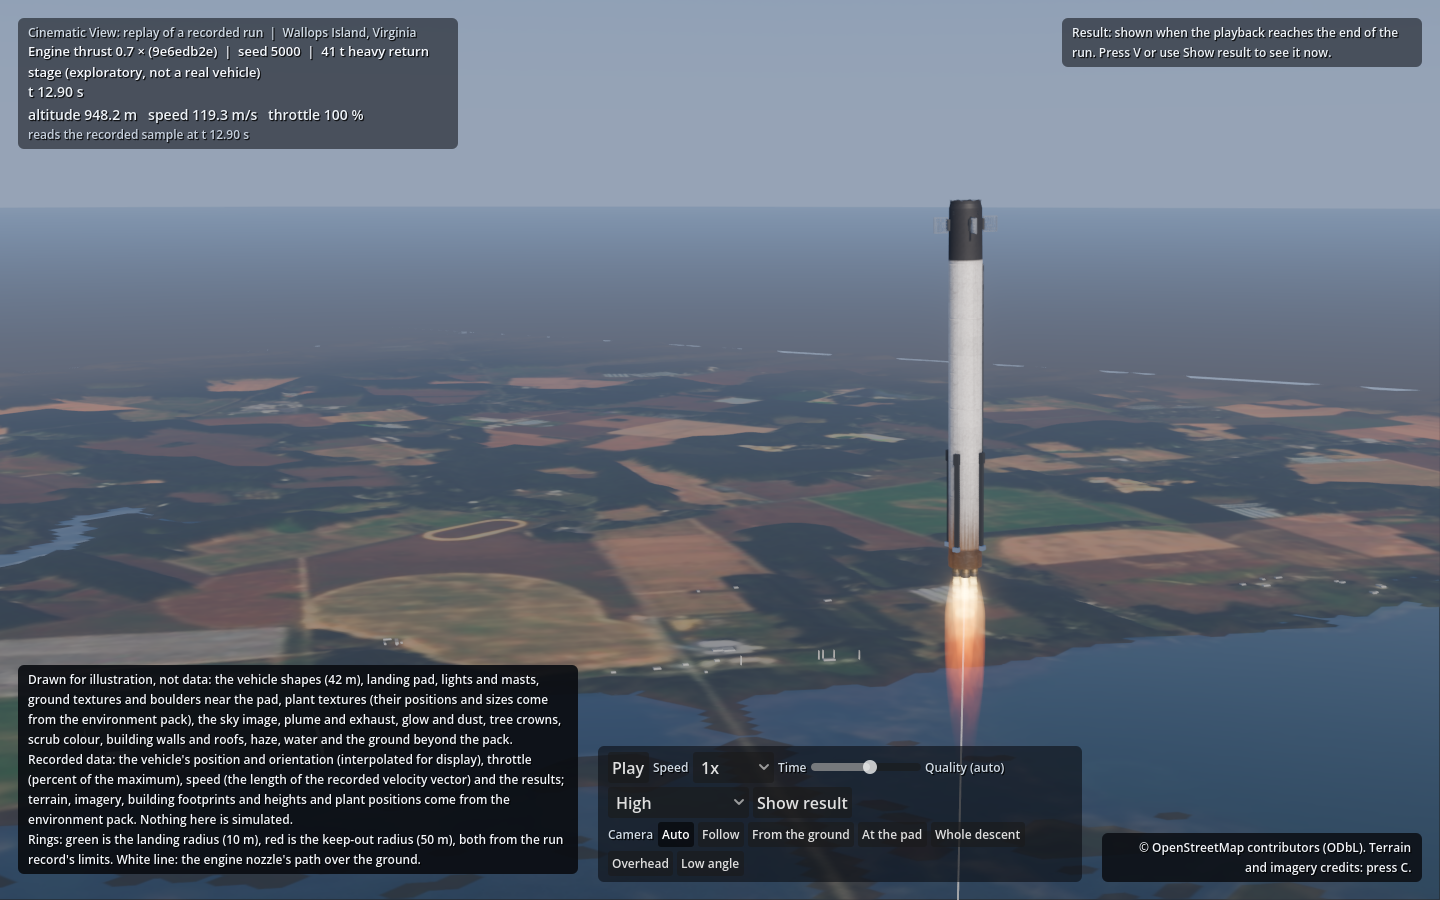 Cinematic View: replay of a recorded run | Wallops Island, Virginia
Engine thrust 0.7 × (9e6edb2e) | seed 5000 | 41 t heavy return
stage (exploratory, not a real vehicle)
t 12.90 s
altitude 948.2 m speed 119.3 m/s throttle 100 %
reads the recorded sample at t 12.90 s
Result: shown when the playback reaches the end of the
run. Press V or use Show result to see it now.
Drawn for illustration, not data: the vehicle shapes (42 m), landing pad, lights and masts,
ground textures and boulders near the pad, plant textures (their positions and sizes come
from the environment pack), the sky image, plume and exhaust, glow and dust, tree crowns,
scrub colour, building walls and roofs, haze, water and the ground beyond the pack.
Recorded data: the vehicle's position and orientation (interpolated for display), throttle
(percent of the maximum), speed (the length of the recorded velocity vector) and the results;
terrain, imagery, building footprints and heights and plant positions come from the
environment pack. Nothing here is simulated.
Rings: green is the landing radius (10 m), red is the keep-out radius (50 m), both from the run
record's limits. White line: the engine nozzle's path over the ground.
Play Speed 1x Time Quality (auto)
High Show result
Camera Auto Follow From the ground At the pad Whole descent
Overhead Low angle
© OpenStreetMap contributors (ODbL). Terrain
and imagery credits: press C.